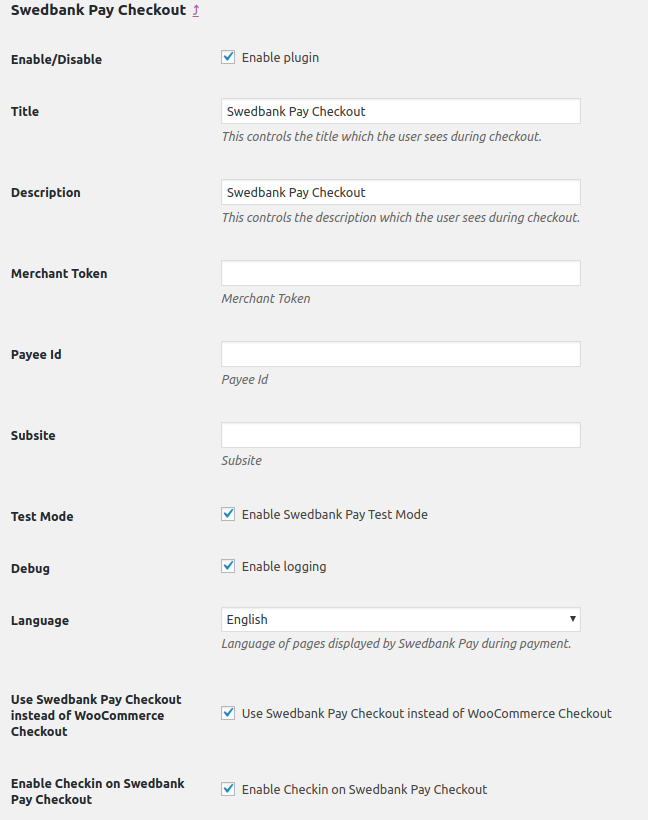 Swedbank Pay Checkout ⤴
Enable/Disable
Enable plugin
Title
Swedbank Pay Checkout
This controls the title which the user sees during checkout.
Description
Swedbank Pay Checkout
This controls the description which the user sees during checkout.
Merchant Token
Merchant Token
Payee Id
Payee Id
Subsite
Subsite
Test Mode
Enable Swedbank Pay Test Mode
Debug
Enable logging
Language
English
Language of pages displayed by Swedbank Pay during payment.
Use Swedbank Pay Checkout
instead of WooCommerce
Checkout
Use Swedbank Pay Checkout instead of WooCommerce Checkout
Enable Checkin on Swedbank
Pay Checkout
Enable Checkin on Swedbank Pay Checkout